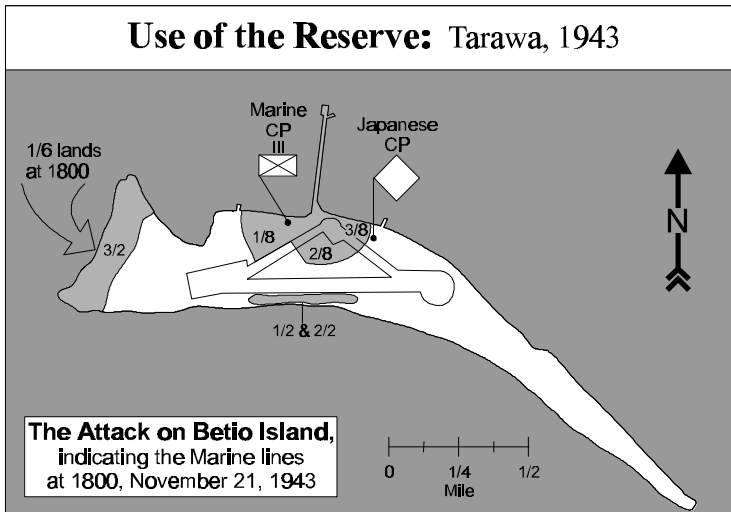 Use of the Reserve: Tarawa, 1943
Marine
CP
III
Japanese
CP
1/6 lands
at 1800
N
3/2
1/8
3/8
2/8
1/2 & 2/2
The Attack on Betio Island,
indicating the Marine lines
at 1800, November 21, 1943
0 1/4 1/2
Mile